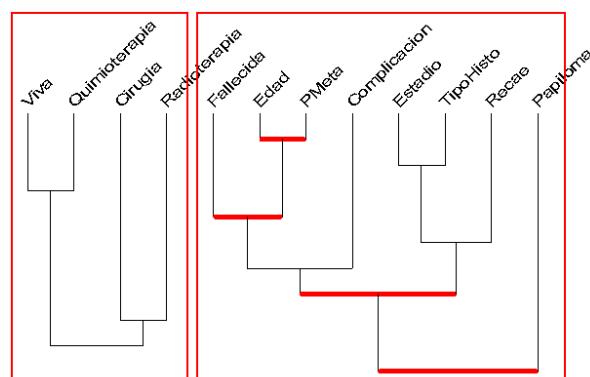 Viva
Quimioterapia
Cirugia
Radioterapia
Fallecida
Edad
PMeta
Complicacion
Estadio
TipoHisto
Recae
Papiloma